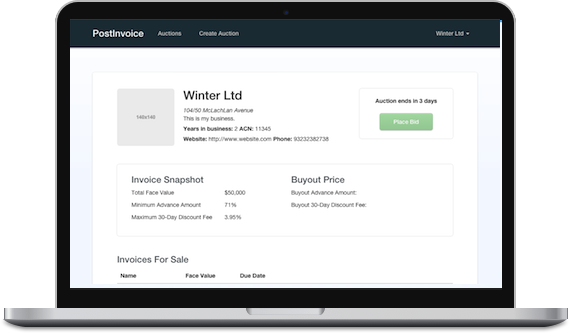 PostInvoice Auctions Create Auction Winter Ltd
Winter Ltd
104/50 McLachLan Avenue
This is my business.
Years in business: 2 ACN: 11345
Website: http://www.website.com Phone: 93232382738
146x146
Auction ends in 3 days
Place Bid
Invoice Snapshot
Total Face Value $50,000
Minimum Advance Amount 71%
Maximum 30-Day Discount Fee 3.95%
Buyout Price
Buyout Advance Amount:
Buyout 30-Day Discount Fee:
Invoices For Sale
Name Face Value Due Date